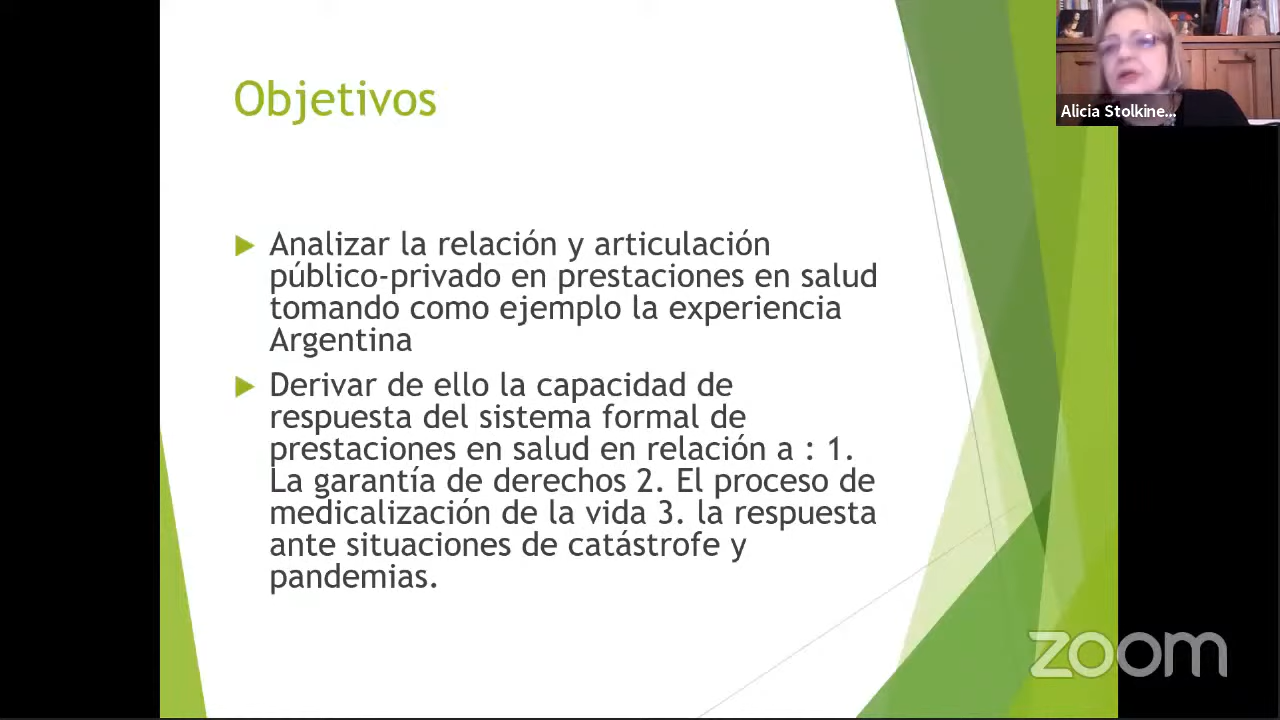 Objetivos
Analizar la relación y articulación
público-privado en prestaciones en salud
tomando como ejemplo la experiencia
Argentina
Derivar de ello la capacidad de
respuesta del sistema formal de
prestaciones en salud en relación a : 1.
La garantía de derechos 2. El proceso de
medicalización de la vida 3. la respuesta
ante situaciones de catástrofe y
pandemias.
Alicia Stolkine...
zoom